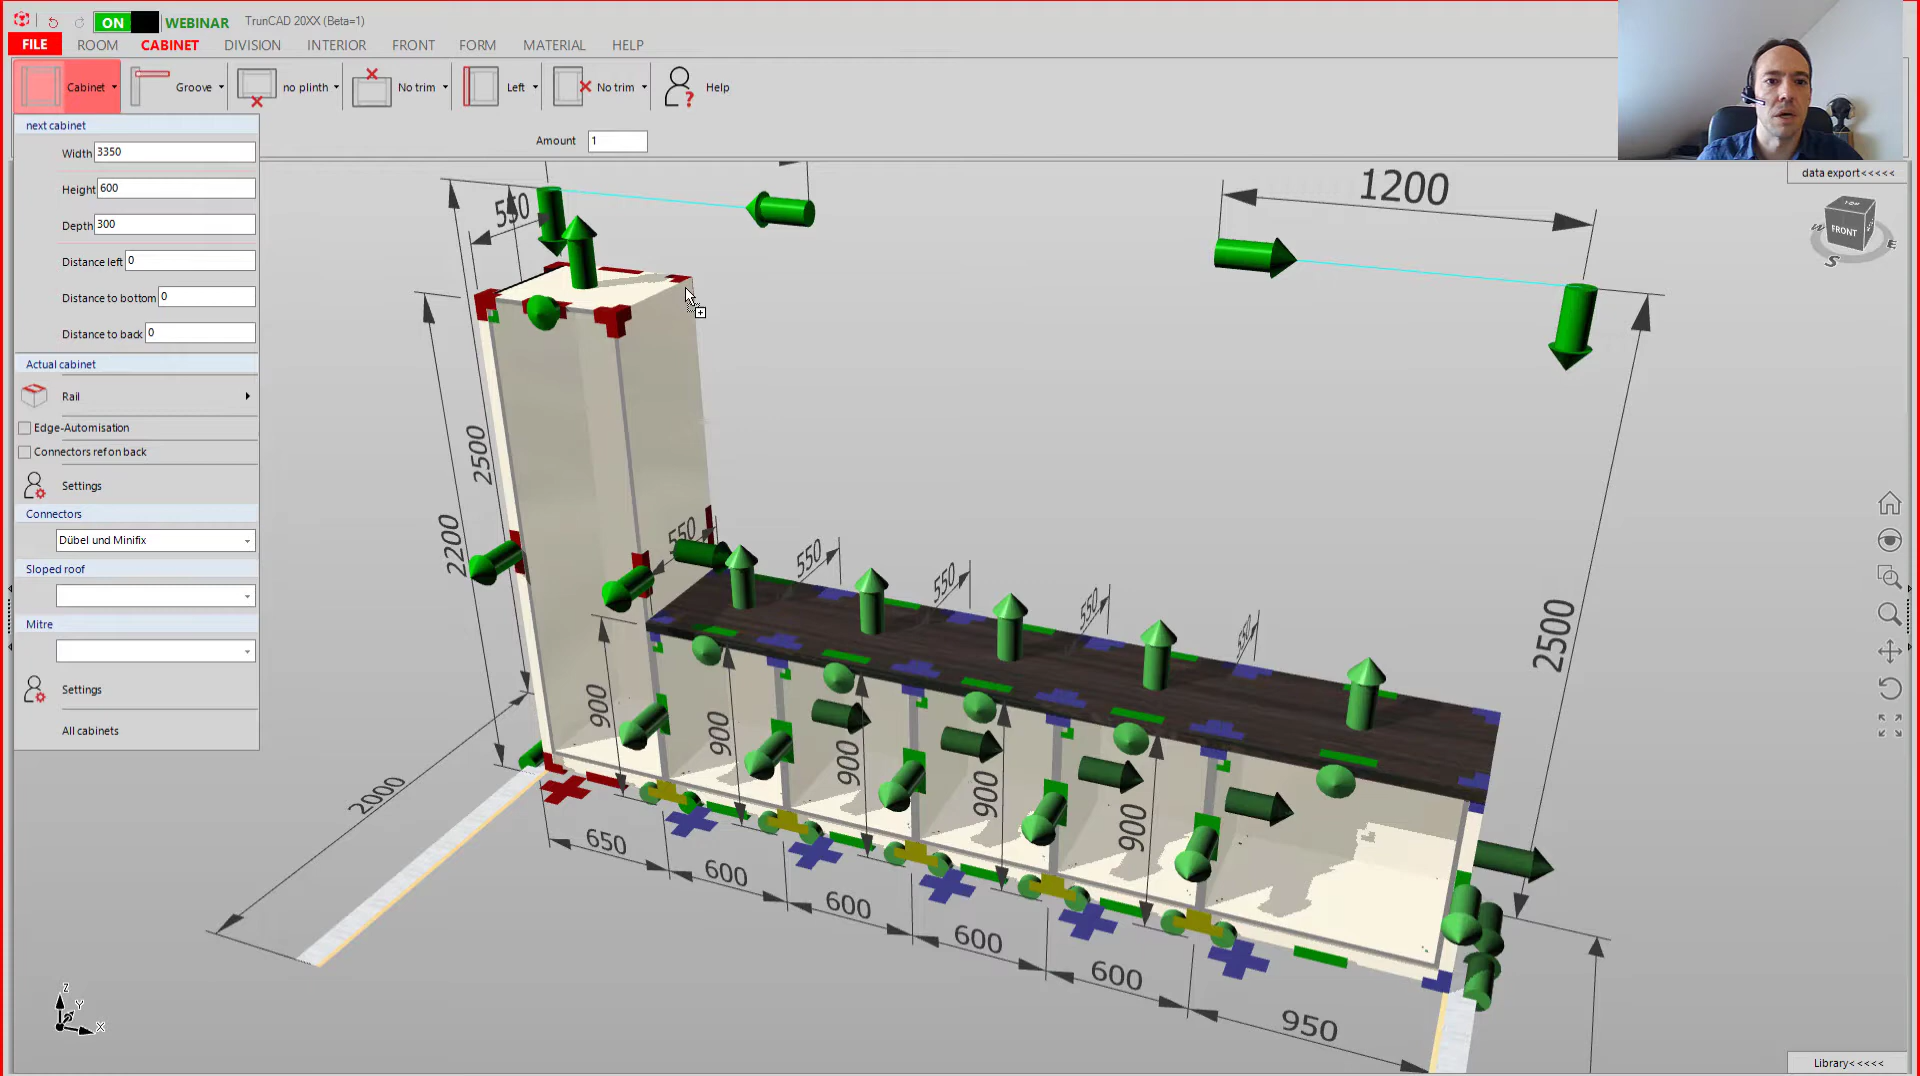 ON WEBINAR TrunCAD 20XX (Beta=1)
FILE ROOM CABINET DIVISION INTERIOR FRONT FORM MATERIAL HELP
Cabinet Groove no plinth No trim Left No trim Help
next cabinet
Amount 1
Width 3350
Height 600
Depth 300
Distance left 0
Distance to bottom 0
Distance to back 0
Actual cabinet
Rail
Edge-Automisation
Connectors ref on back
Settings
Connectors
Dübel und Minifix
Sloped roof
Mitre
Settings
All cabinets
data export<<<<<
TOP
FRONT
W
E
S
1200
550
2500
2200
550
550
550
550
550
2500
900
900
900
900
900
2000
650
600
600
600
600
950
Z
Y
X
Library<<<<<